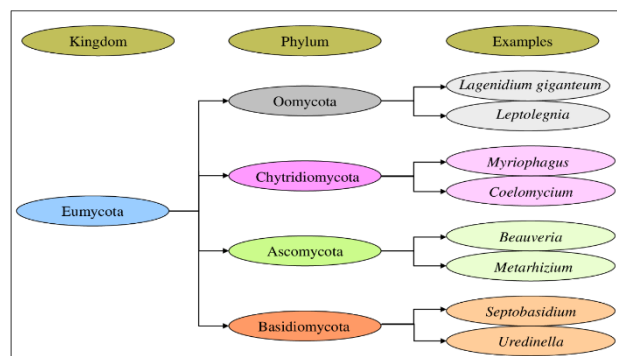 Kingdom
Phylum
Examples
Eumycota
Oomycota
Lagenidium giganteum
Leptolegnia
Chytridiomycota
Myriophagus
Coelomycium
Ascomycota
Beauveria
Metarhizium
Basidiomycota
Septobasidium
Uredinella